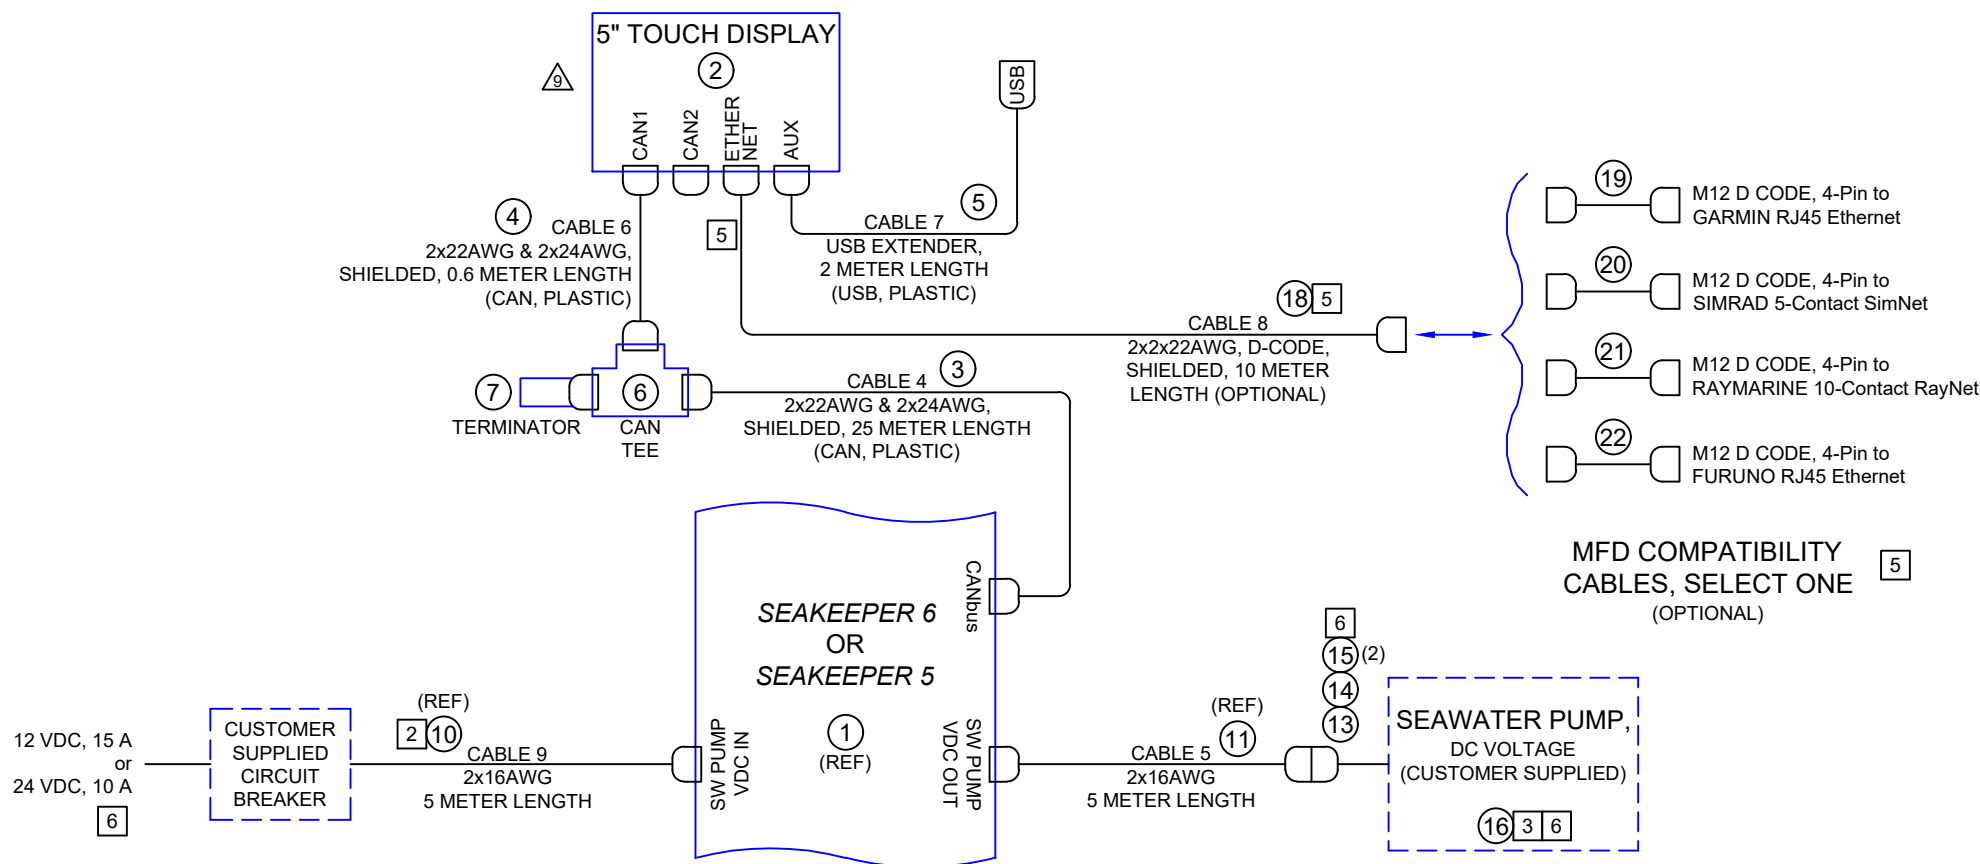 5" TOUCH DISPLAY
2
9
CAN1
CAN2
ETHER
NET
AUX
USB
4
CABLE 6
2x22AWG & 2x24AWG,
SHIELDED, 0.6 METER LENGTH
(CAN, PLASTIC)
5
5
CABLE 7
USB EXTENDER,
2 METER LENGTH
(USB, PLASTIC)
18 5
CABLE 8
2x2x22AWG, D-CODE,
SHIELDED, 10 METER
LENGTH (OPTIONAL)
19
M12 D CODE, 4-Pin to
GARMIN RJ45 Ethernet
20
M12 D CODE, 4-Pin to
SIMRAD 5-Contact SimNet
21
M12 D CODE, 4-Pin to
RAYMARINE 10-Contact RayNet
22
M12 D CODE, 4-Pin to
FURUNO RJ45 Ethernet
MFD COMPATIBILITY
CABLES, SELECT ONE
(OPTIONAL)
5
7
TERMINATOR
6
CAN
TEE
3
CABLE 4
2x22AWG & 2x24AWG,
SHIELDED, 25 METER LENGTH
(CAN, PLASTIC)
CANbus
SEAKEEPER 6
OR
SEAKEEPER 5
1
(REF)
SW PUMP
VDC IN
SW PUMP
VDC OUT
12 VDC, 15 A
or
24 VDC, 10 A
6
CUSTOMER
SUPPLIED
CIRCUIT
BREAKER
(REF)
2 10
CABLE 9
2x16AWG
5 METER LENGTH
(REF)
11
CABLE 5
2x16AWG
5 METER LENGTH
6
15 (2)
14
13
SEAWATER PUMP,
DC VOLTAGE
(CUSTOMER SUPPLIED)
16 3 6